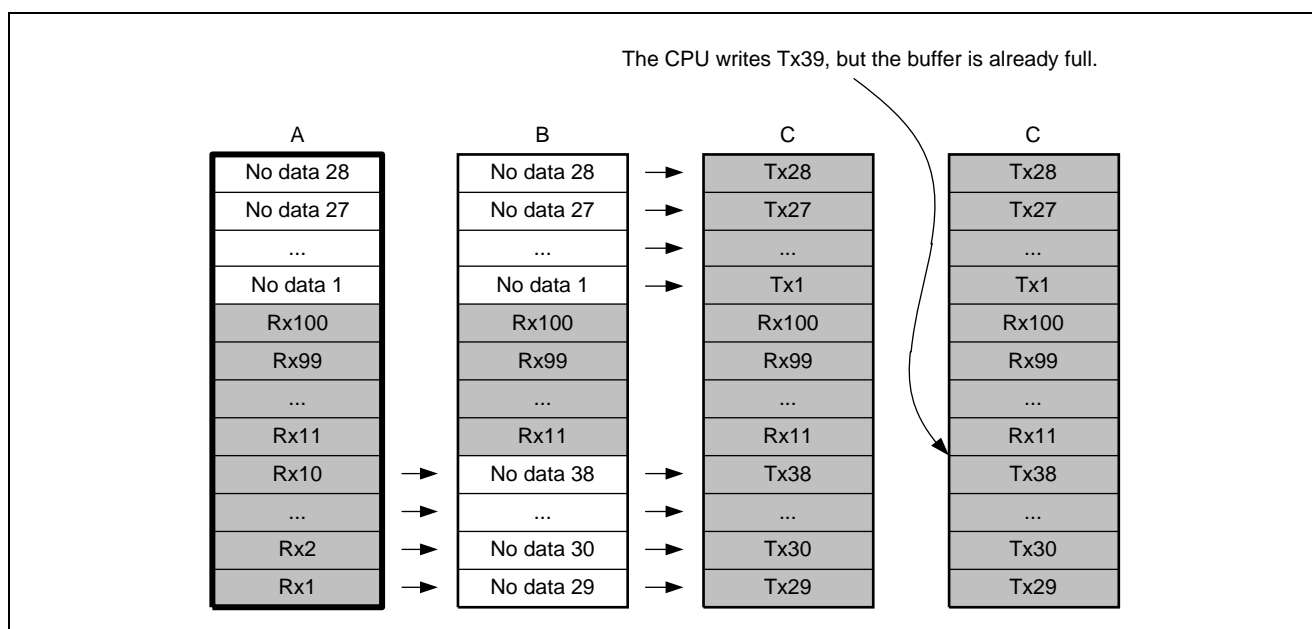 The CPU writes Tx39, but the buffer is already full.
A B C C
No data 28 No data 28 Tx28 Tx28
No data 27 No data 27 Tx27 Tx27
... ... ... ...
No data 1 No data 1 Tx1 Tx1
Rx100 Rx100 Rx100 Rx100
Rx99 Rx99 Rx99 Rx99
... ... ... ...
Rx11 Rx11 Rx11 Rx11
Rx10 No data 38 Tx38 Tx38
... ... ... ...
Rx2 No data 30 Tx30 Tx30
Rx1 No data 29 Tx29 Tx29